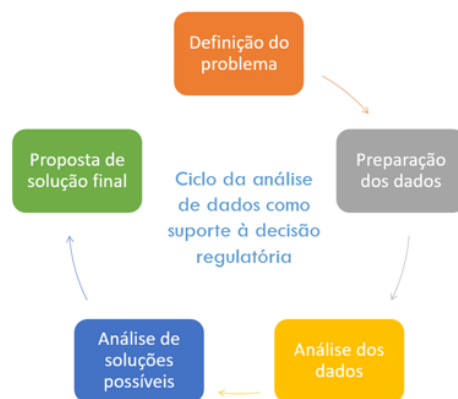 Definição do
problema
Preparação
dos dados
Análise dos
dados
Análise de
soluções
possíveis
Proposta de
solução final
Ciclo da análise
de dados como
suporte à decisão
regulatória